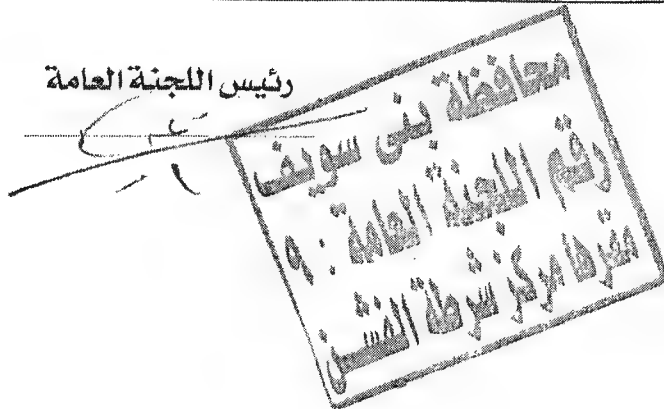 رئيس اللجنة العامة
محافظة بنى سويف
رقم اللجنة العامة : ٩
مقرها مركز شرطة الفشن